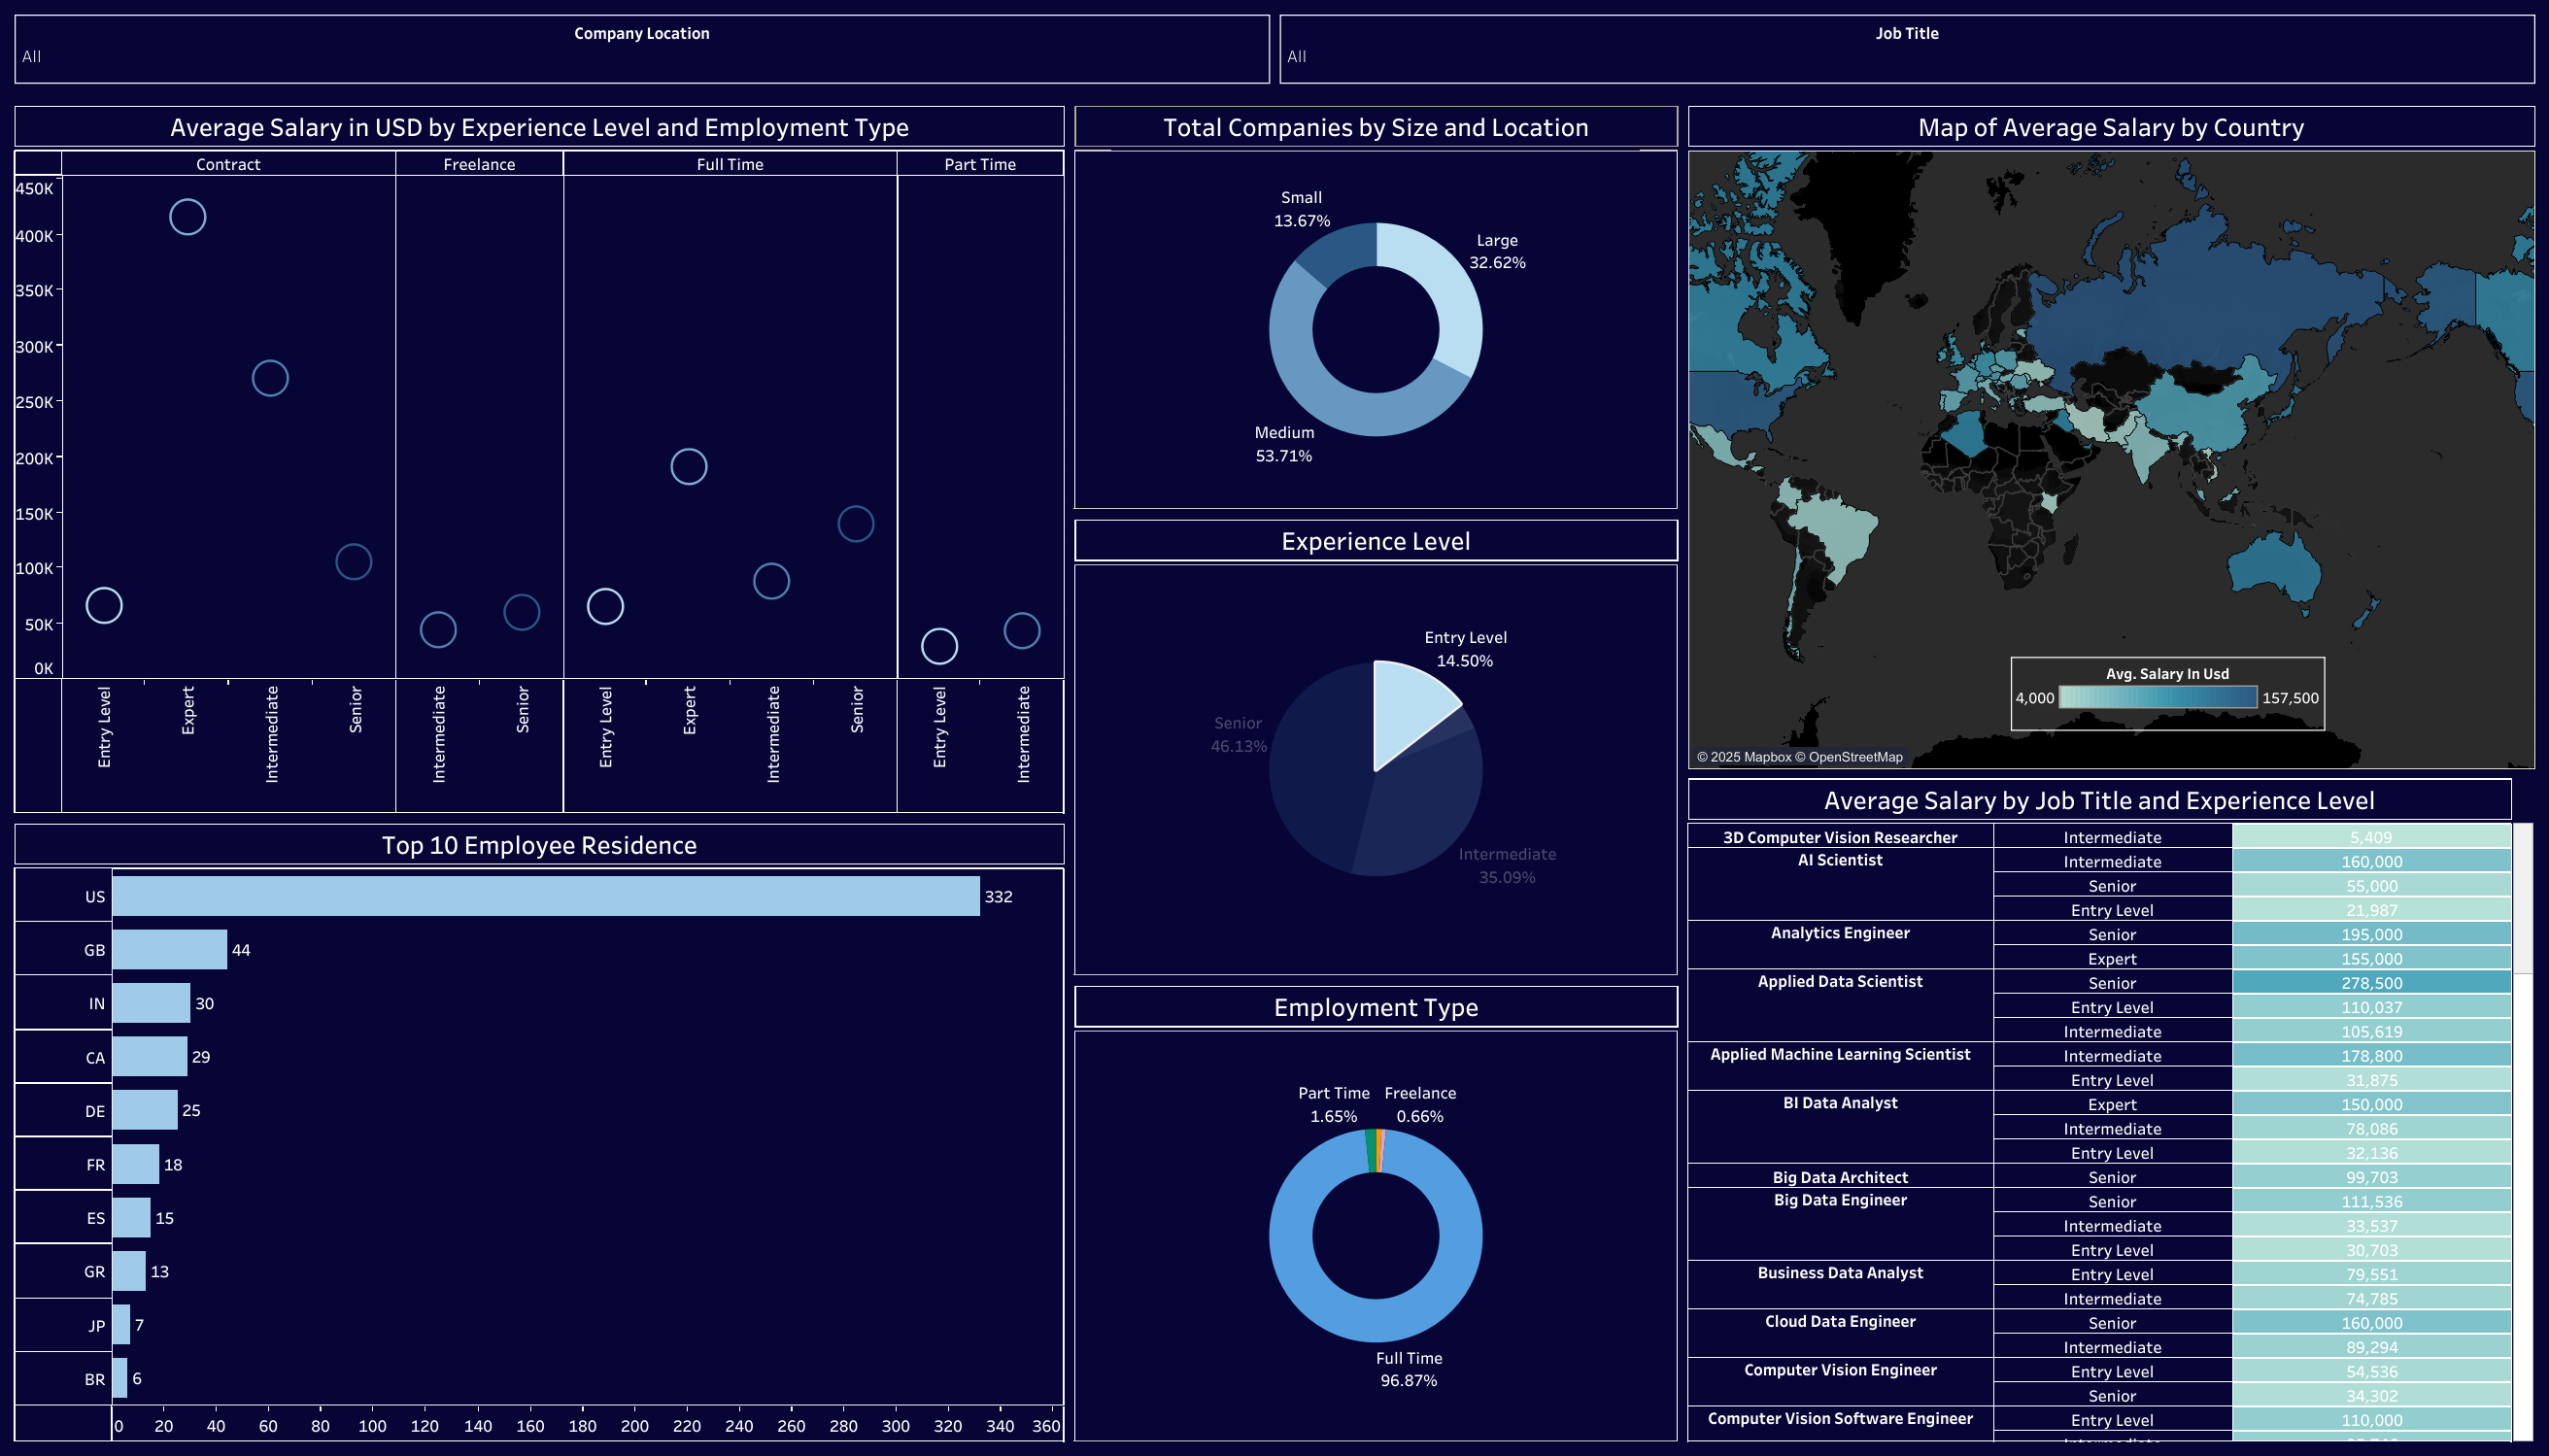 Company Location
All
Job Title
All
Average Salary in USD by Experience Level and Employment Type
Contract
Freelance
Full Time
Part Time
450K
400K
350K
300K
250K
200K
150K
100K
50K
0K
Entry Level
Expert
Intermediate
Senior
Intermediate
Senior
Entry Level
Expert
Intermediate
Senior
Entry Level
Intermediate
Top 10 Employee Residence
US 332
GB 44
IN 30
CA 29
DE 25
FR 18
ES 15
GR 13
JP 7
BR 6
0 20 40 60 80 100 120 140 160 180 200 220 240 260 280 300 320 340 360
Total Companies by Size and Location
Small
13.67%
Large
32.62%
Medium
53.71%
Experience Level
Entry Level
14.50%
Senior
46.13%
Intermediate
35.09%
Employment Type
Part Time
1.65%
Freelance
0.66%
Full Time
96.87%
Map of Average Salary by Country
Avg. Salary In Usd
4,000 157,500
© 2025 Mapbox © OpenStreetMap
Average Salary by Job Title and Experience Level
3D Computer Vision Researcher Intermediate 5,409
AI Scientist Intermediate 160,000
Senior 55,000
Entry Level 21,987
Analytics Engineer Senior 195,000
Expert 155,000
Applied Data Scientist Senior 278,500
Entry Level 110,037
Intermediate 105,619
Applied Machine Learning Scientist Intermediate 178,800
Entry Level 31,875
BI Data Analyst Expert 150,000
Intermediate 78,086
Entry Level 32,136
Big Data Architect Senior 99,703
Big Data Engineer Senior 111,536
Intermediate 33,537
Entry Level 30,703
Business Data Analyst Entry Level 79,551
Intermediate 74,785
Cloud Data Engineer Senior 160,000
Intermediate 89,294
Computer Vision Engineer Entry Level 54,536
Senior 34,302
Computer Vision Software Engineer Entry Level 110,000